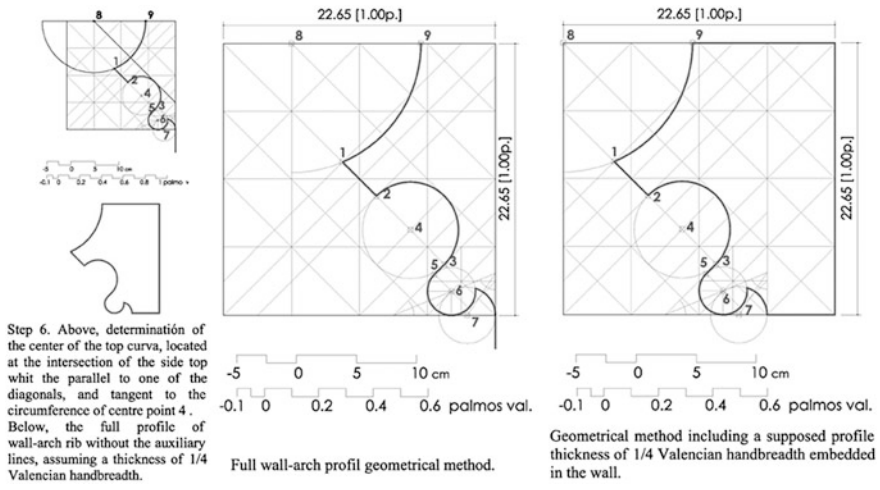 8
9
1
2
4
3
5
6
7
-5 0 5 10 cm
-0.1 0 0.2 0.4 0.6 0.8 1 palmo v
Step 6. Above, determinatión of
the center of the top curva, located
at the intersection of the side top
whit the parallel to one of the
diagonals, and tangent to the
circumference of centre point 4 .
Below, the full profile of
wall-arch rib without the auxiliary
lines, assuming a thickness of 1/4
Valencian handbreadth.
22.65 [1.00p.]
8
9
1
2
4
3
5
6
7
22.65 [1.00p.]
-5 0 5 10 cm
-0.1 0 0.2 0.4 0.6 palmos val.
Full wall-arch profil geometrical method.
22.65 [1.00p.]
8
9
1
2
4
3
5
6
7
22.65 [1.00p.]
-5 0 5 10 cm
-0.1 0 0.2 0.4 0.6 palmos val.
Geometrical method including a supposed profile
thickness of 1/4 Valencian handbreadth embedded
in the wall.